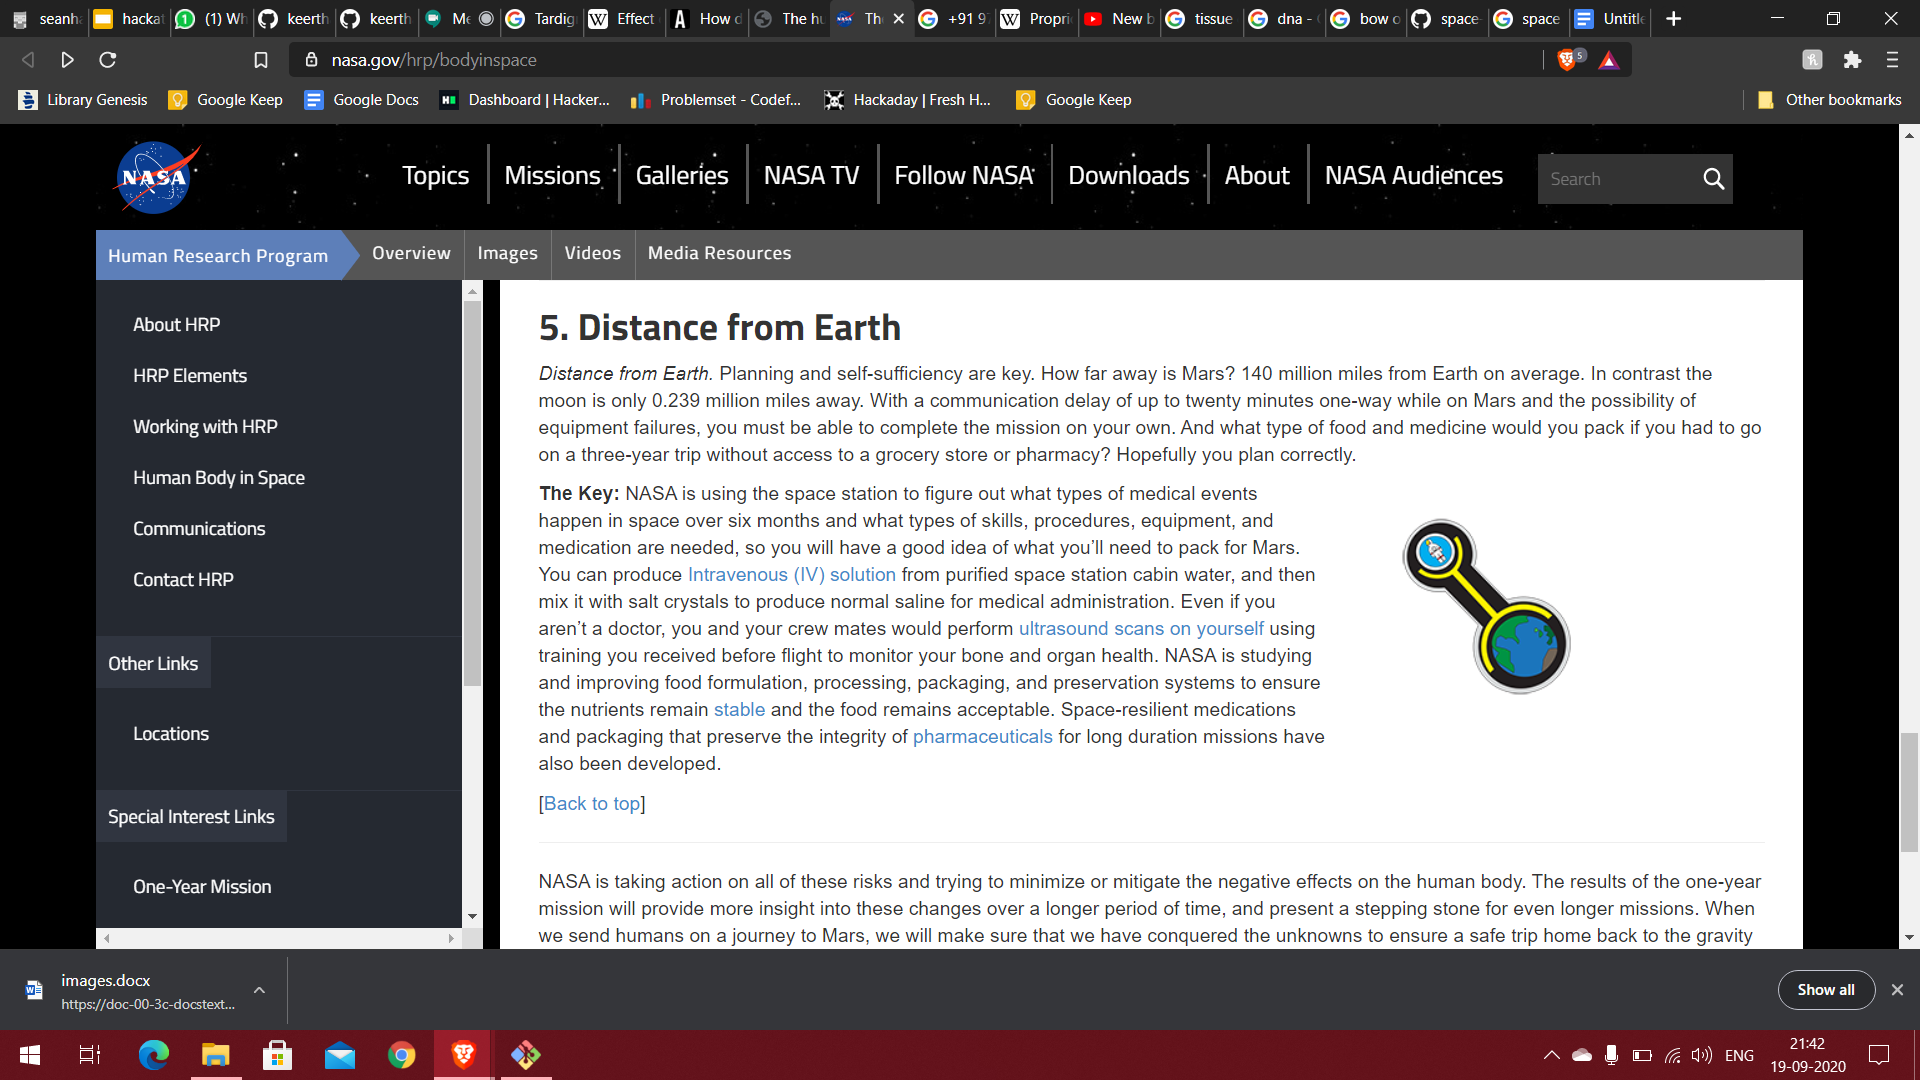 seanha
hackat
(1) Wh
keerth
keerth
Me
Tardig
Effect
How d
The hu
Th
+91 9
Propri
New b
tissue
dna -
bow o
space-
space
Untitle
nasa.gov/hrp/bodyinspace
5
Library Genesis
Google Keep
Google Docs
Dashboard | Hacker...
Problemset - Codef...
Hackaday | Fresh H...
Google Keep
Other bookmarks
NASA
Topics
Missions
Galleries
NASA TV
Follow NASA
Downloads
About
NASA Audiences
Search
Human Research Program
Overview
Images
Videos
Media Resources
About HRP
HRP Elements
Working with HRP
Human Body in Space
Communications
Contact HRP
Other Links
Locations
Special Interest Links
One-Year Mission
5. Distance from Earth
Distance from Earth. Planning and self-sufficiency are key. How far away is Mars? 140 million miles from Earth on average. In contrast the
moon is only 0.239 million miles away. With a communication delay of up to twenty minutes one-way while on Mars and the possibility of
equipment failures, you must be able to complete the mission on your own. And what type of food and medicine would you pack if you had to go
on a three-year trip without access to a grocery store or pharmacy? Hopefully you plan correctly.
The Key: NASA is using the space station to figure out what types of medical events
happen in space over six months and what types of skills, procedures, equipment, and
medication are needed, so you will have a good idea of what you’ll need to pack for Mars.
You can produce Intravenous (IV) solution from purified space station cabin water, and then
mix it with salt crystals to produce normal saline for medical administration. Even if you
aren’t a doctor, you and your crew mates would perform ultrasound scans on yourself using
training you received before flight to monitor your bone and organ health. NASA is studying
and improving food formulation, processing, packaging, and preservation systems to ensure
the nutrients remain stable and the food remains acceptable. Space-resilient medications
and packaging that preserve the integrity of pharmaceuticals for long duration missions have
also been developed.
[Back to top]
NASA is taking action on all of these risks and trying to minimize or mitigate the negative effects on the human body. The results of the one-year
mission will provide more insight into these changes over a longer period of time, and present a stepping stone for even longer missions. When
we send humans on a journey to Mars, we will make sure that we have conquered the unknowns to ensure a safe trip home back to the gravity
images.docx
https://doc-00-3c-docstext...
Show all
ENG
21:42
19-09-2020